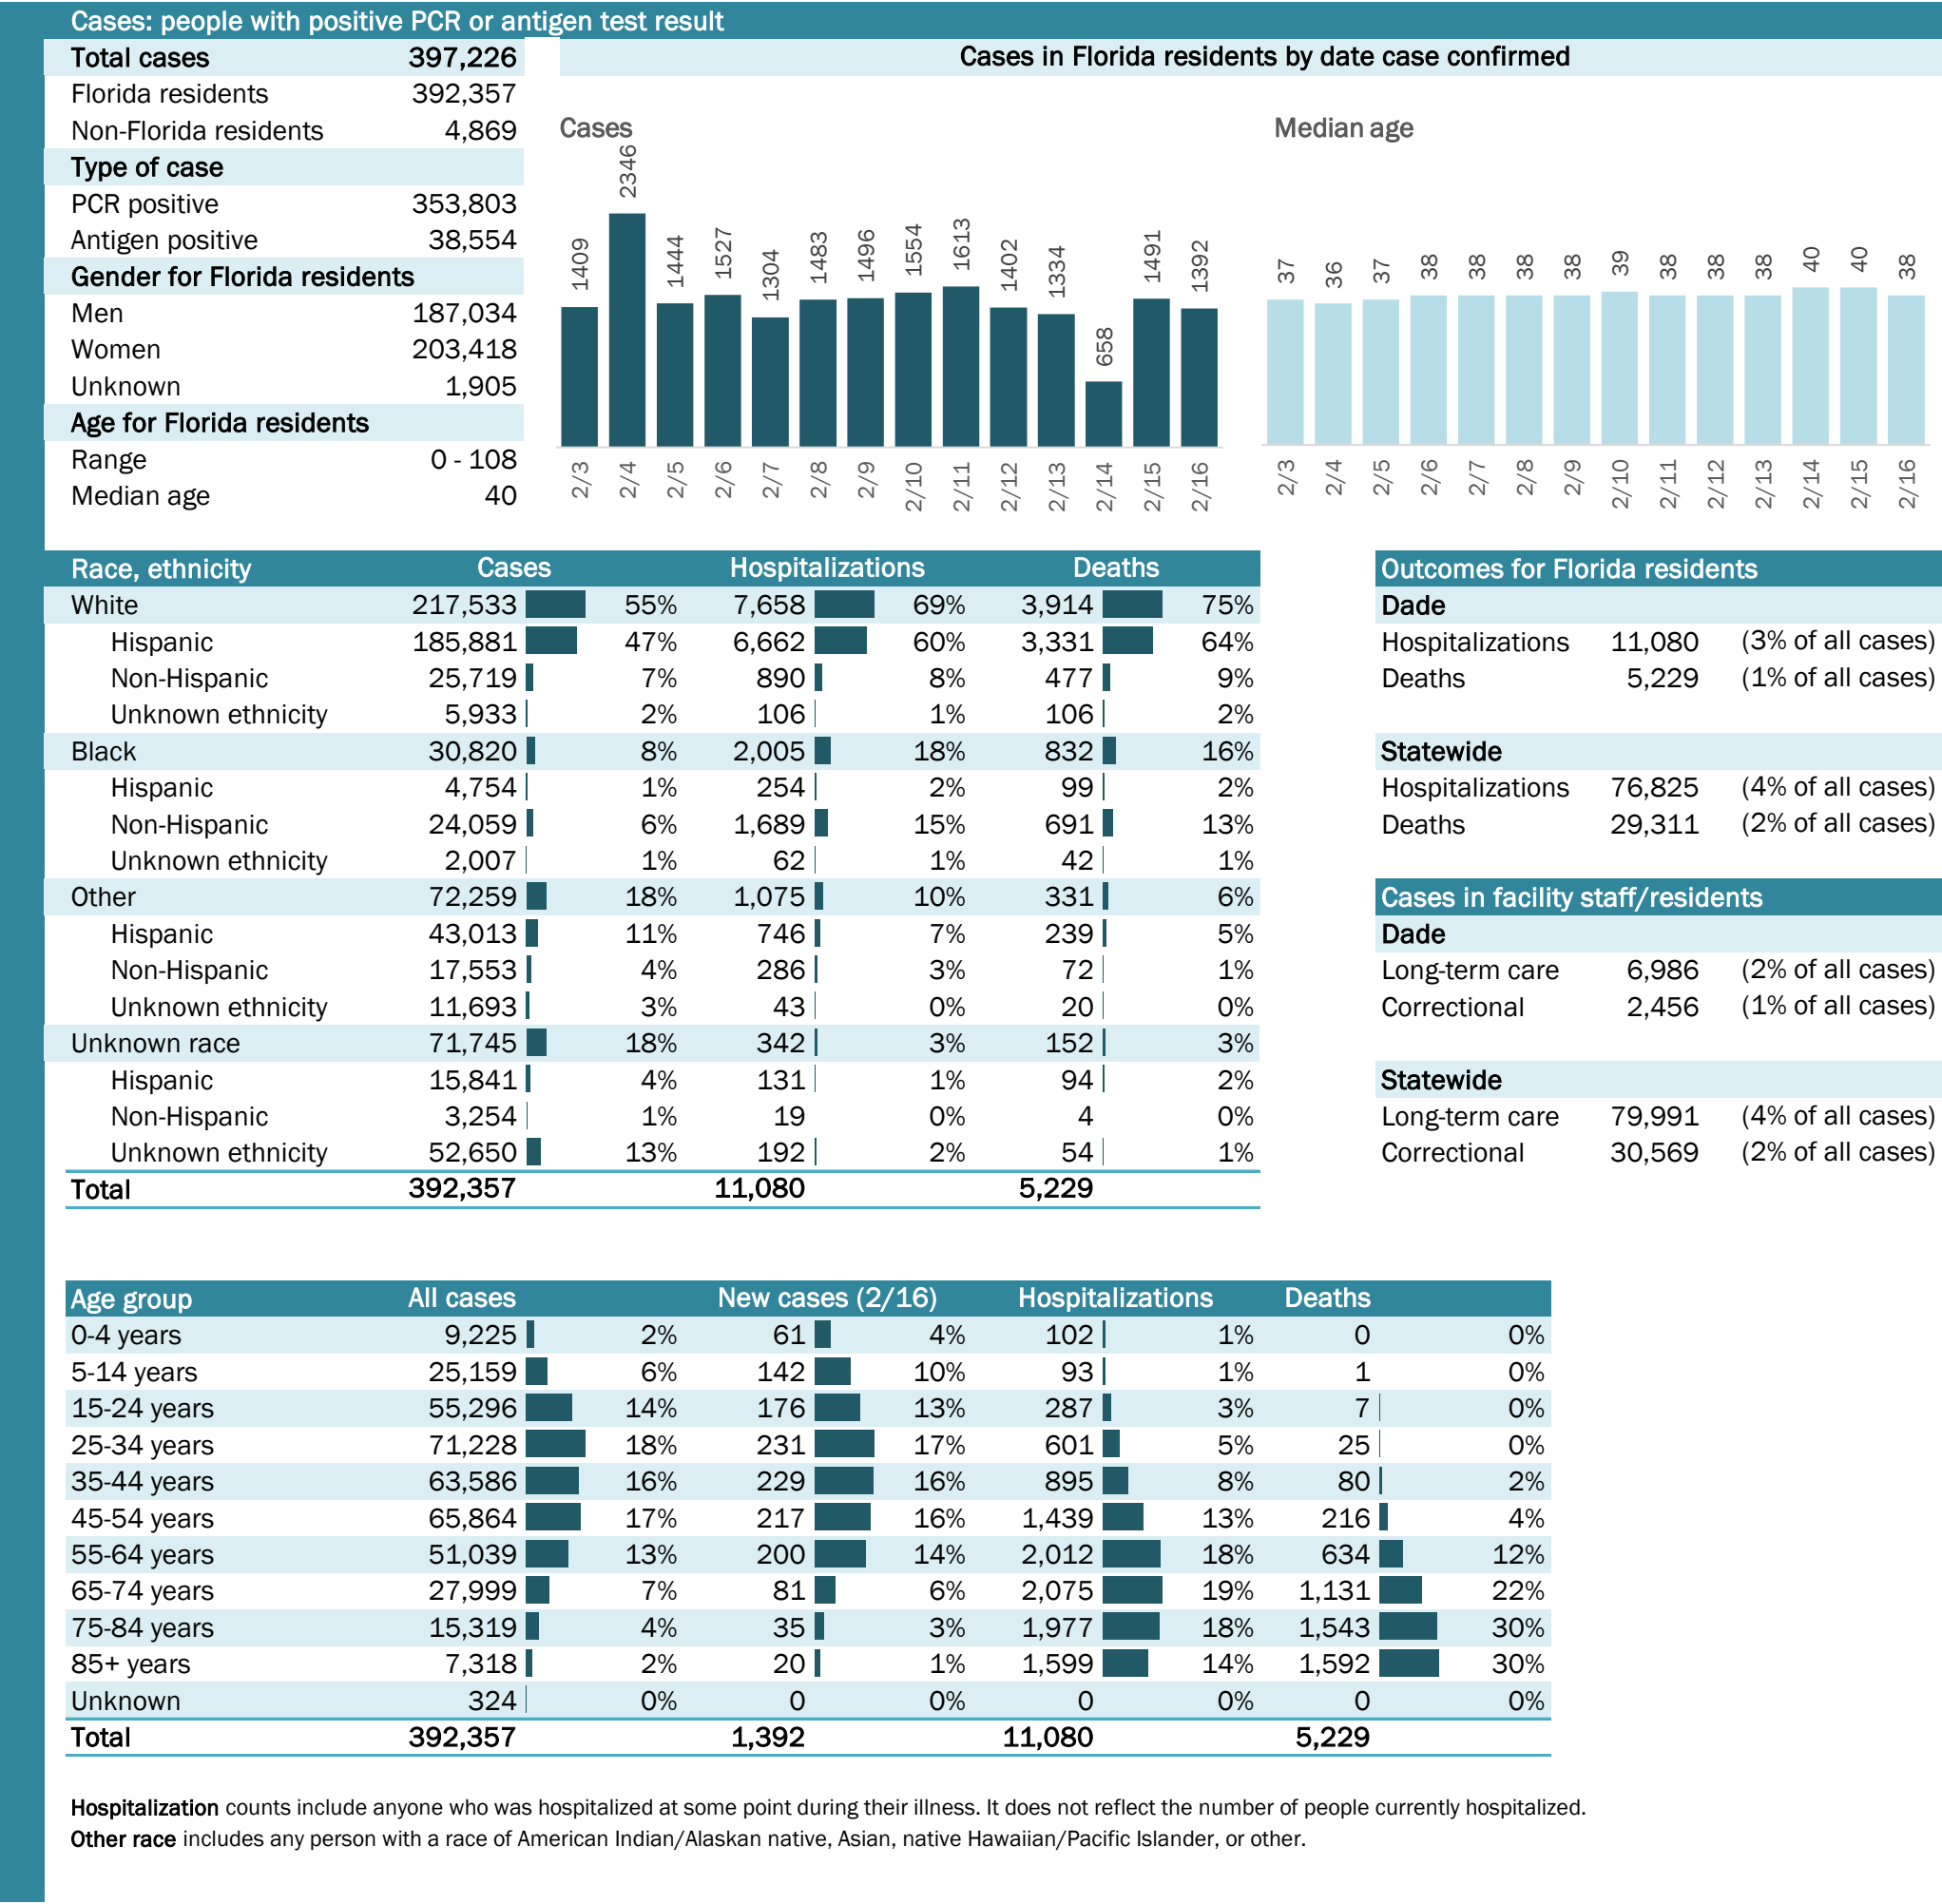 Cases: people with positive PCR or antigen test result
Total cases 397,226
Florida residents 392,357
Non-Florida residents 4,869
Type of case
PCR positive 353,803
Antigen positive 38,554
Gender for Florida residents
Men 187,034
Women 203,418
Unknown 1,905
Age for Florida residents
Range 0 - 108
Median age 40
Cases in Florida residents by date case confirmed
Cases
1409 2346 1444 1527 1304 1483 1496 1554 1613 1402 1334 658 1491 1392
2/3 2/4 2/5 2/6 2/7 2/8 2/9 2/10 2/11 2/12 2/13 2/14 2/15 2/16
Median age
37 36 37 38 38 38 38 39 38 38 38 40 40 38
2/3 2/4 2/5 2/6 2/7 2/8 2/9 2/10 2/11 2/12 2/13 2/14 2/15 2/16
Race, ethnicity Cases Hospitalizations Deaths
White 217,533 55% 7,658 69% 3,914 75%
Hispanic 185,881 47% 6,662 60% 3,331 64%
Non-Hispanic 25,719 7% 890 8% 477 9%
Unknown ethnicity 5,933 2% 106 1% 106 2%
Black 30,820 8% 2,005 18% 832 16%
Hispanic 4,754 1% 254 2% 99 2%
Non-Hispanic 24,059 6% 1,689 15% 691 13%
Unknown ethnicity 2,007 1% 62 1% 42 1%
Other 72,259 18% 1,075 10% 331 6%
Hispanic 43,013 11% 746 7% 239 5%
Non-Hispanic 17,553 4% 286 3% 72 1%
Unknown ethnicity 11,693 3% 43 0% 20 0%
Unknown race 71,745 18% 342 3% 152 3%
Hispanic 15,841 4% 131 1% 94 2%
Non-Hispanic 3,254 1% 19 0% 4 0%
Unknown ethnicity 52,650 13% 192 2% 54 1%
Total 392,357 11,080 5,229
Outcomes for Florida residents
Dade
Hospitalizations 11,080 (3% of all cases)
Deaths 5,229 (1% of all cases)
Statewide
Hospitalizations 76,825 (4% of all cases)
Deaths 29,311 (2% of all cases)
Cases in facility staff/residents
Dade
Long-term care 6,986 (2% of all cases)
Correctional 2,456 (1% of all cases)
Statewide
Long-term care 79,991 (4% of all cases)
Correctional 30,569 (2% of all cases)
Age group All cases New cases (2/16) Hospitalizations Deaths
0-4 years 9,225 2% 61 4% 102 1% 0 0%
5-14 years 25,159 6% 142 10% 93 1% 1 0%
15-24 years 55,296 14% 176 13% 287 3% 7 0%
25-34 years 71,228 18% 231 17% 601 5% 25 0%
35-44 years 63,586 16% 229 16% 895 8% 80 2%
45-54 years 65,864 17% 217 16% 1,439 13% 216 4%
55-64 years 51,039 13% 200 14% 2,012 18% 634 12%
65-74 years 27,999 7% 81 6% 2,075 19% 1,131 22%
75-84 years 15,319 4% 35 3% 1,977 18% 1,543 30%
85+ years 7,318 2% 20 1% 1,599 14% 1,592 30%
Unknown 324 0% 0 0% 0 0% 0 0%
Total 392,357 1,392 11,080 5,229
Hospitalization counts include anyone who was hospitalized at some point during their illness. It does not reflect the number of people currently hospitalized.
Other race includes any person with a race of American Indian/Alaskan native, Asian, native Hawaiian/Pacific Islander, or other.